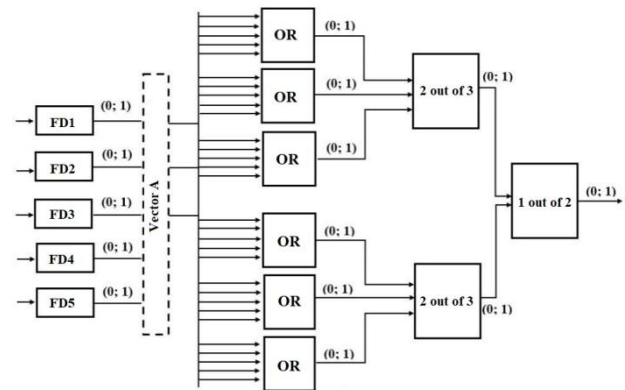 (0; 1)
OR
(0; 1)
OR
(0; 1)
OR
2 out of 3
(0; 1)
FD1
(0; 1)
FD2
(0; 1)
FD3
(0; 1)
FD4
(0; 1)
FD5
(0; 1)
Vector A
1 out of 2
(0; 1)
OR
(0; 1)
OR
(0; 1)
OR
(0; 1)
2 out of 3
(0; 1)